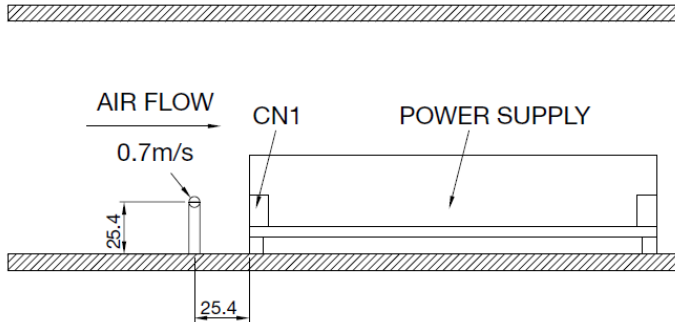 AIR FLOW
CN1
POWER SUPPLY
0.7m/s
25.4
25.4